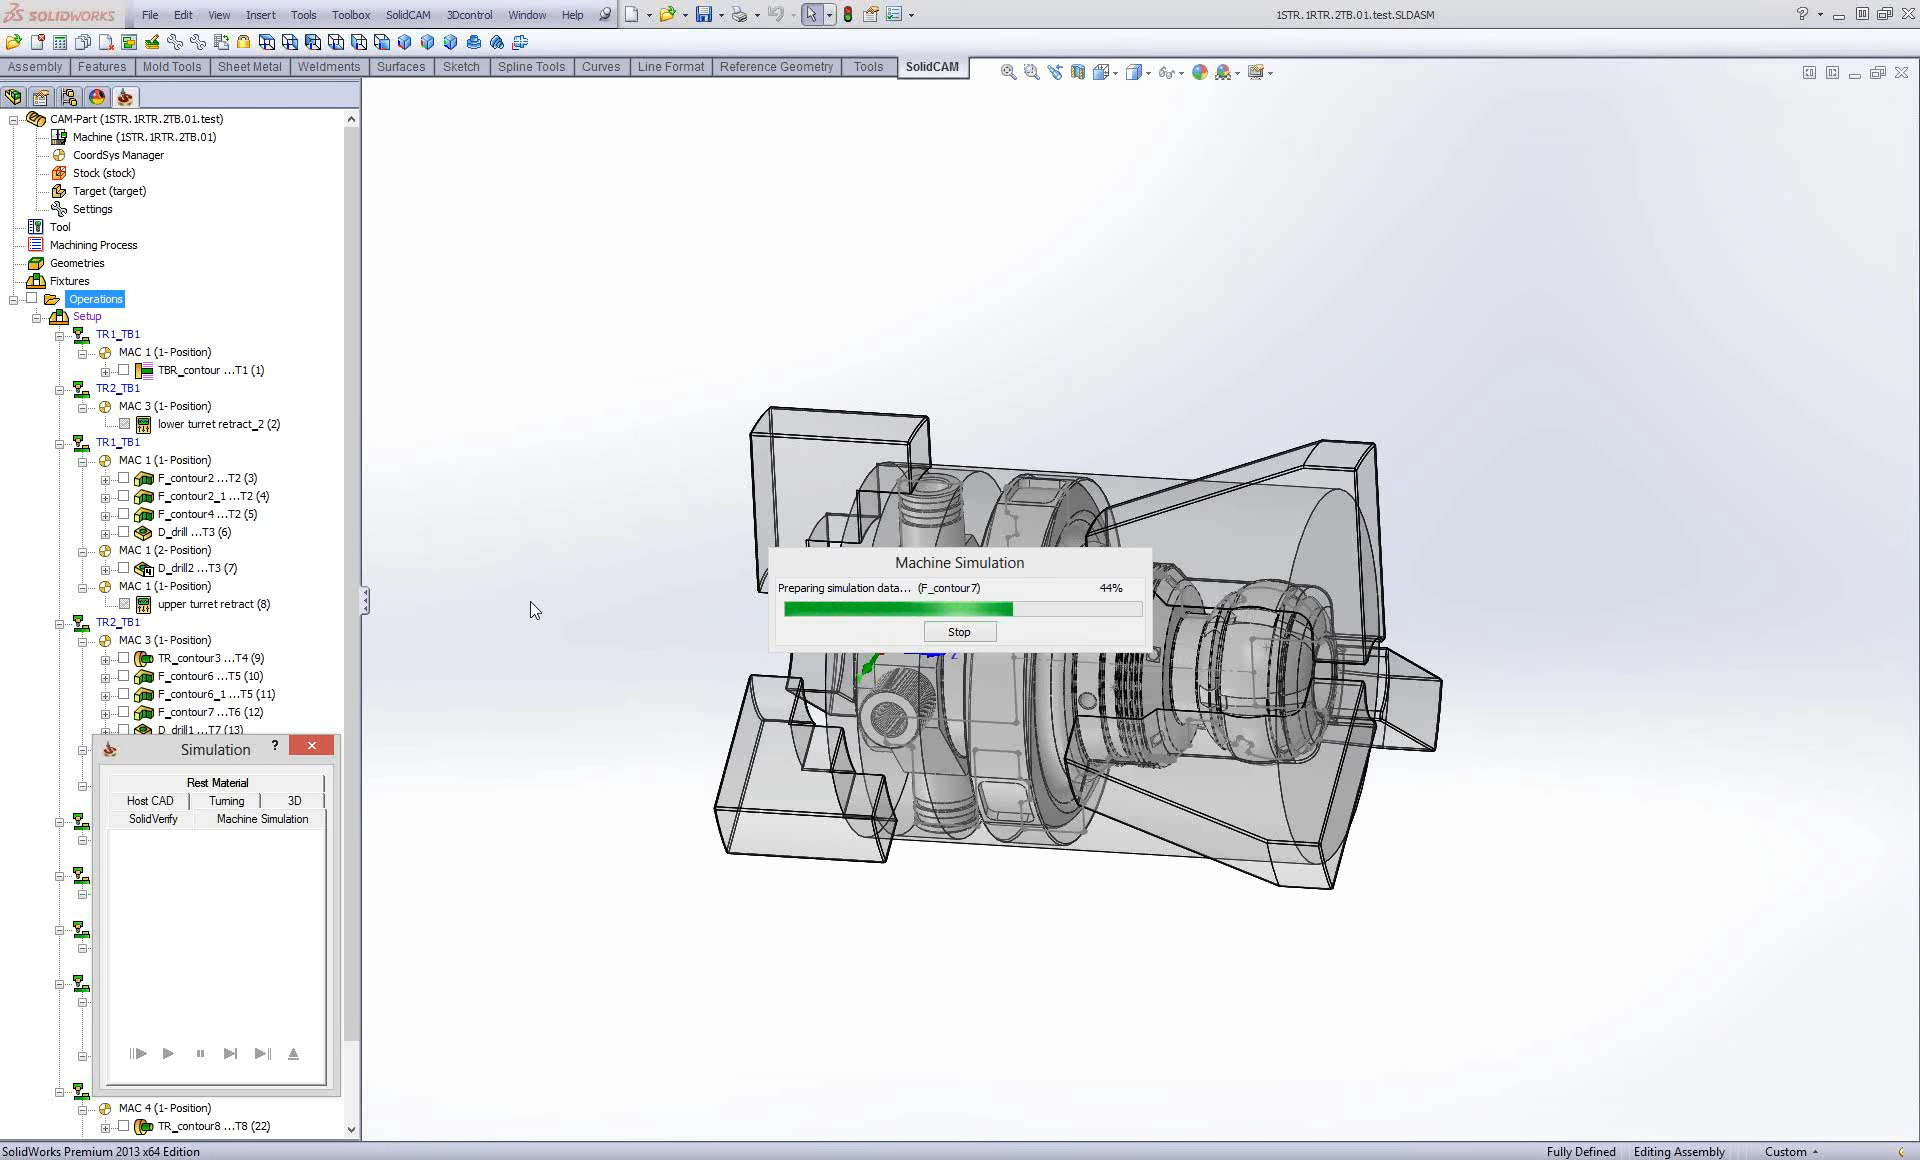 SOLIDWORKS File Edit View Insert Tools Toolbox SolidCAM 3Dcontrol Window Help 1STR.1RTR.2TB.01.test.SLDASM
Assembly Features Mold Tools Sheet Metal Weldments Surfaces Sketch Spline Tools Curves Line Format Reference Geometry Tools SolidCAM
CAM-Part (1STR.1RTR.2TB.01.test)
Machine (1STR.1RTR.2TB.01)
CoordSys Manager
Stock (stock)
Target (target)
Settings
Tool
Machining Process
Geometries
Fixtures
Operations
Setup
TR1_TB1
MAC 1 (1- Position)
TBR_contour ...T1 (1)
TR2_TB1
MAC 3 (1- Position)
lower turret retract_2 (2)
TR1_TB1
MAC 1 (1- Position)
F_contour2 ...T2 (3)
F_contour2_1 ...T2 (4)
F_contour4 ...T2 (5)
D_drill ...T3 (6)
MAC 1 (2- Position)
D_drill2 ...T3 (7)
MAC 1 (1- Position)
upper turret retract (8)
TR2_TB1
MAC 3 (1- Position)
TR_contour3 ...T4 (9)
F_contour6 ...T5 (10)
F_contour6_1 ...T5 (11)
F_contour7 ...T6 (12)
D_drill1 ...T7 (13)
Simulation ?
Rest Material
Host CAD Turning 3D
SolidVerify Machine Simulation
MAC 4 (1- Position)
TR_contour8 ...T8 (22)
Machine Simulation
Preparing simulation data... (F_contour7) 44%
Stop
Z
SolidWorks Premium 2013 x64 Edition Fully Defined Editing Assembly Custom